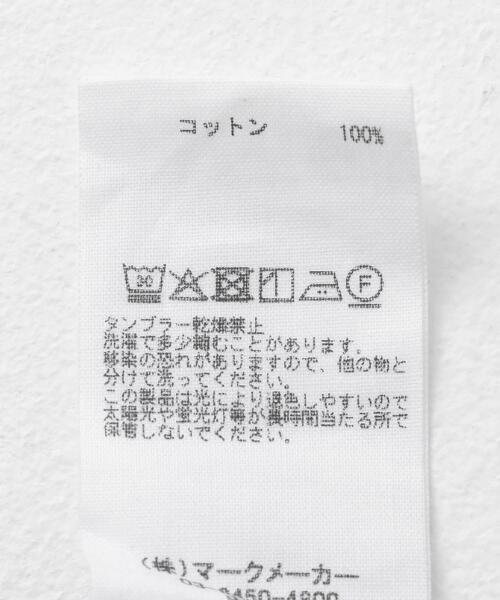 コットン 100%
30
F
タンブラー乾燥禁止
洗濯で多少縮むことがあります。
移染の恐れがありますので、他の物と
分けて洗ってください。
この製品は光により退色しやすいので
太陽光や蛍光灯等が長時間当たる所で
保管しないでください。
(株)マークメーカー